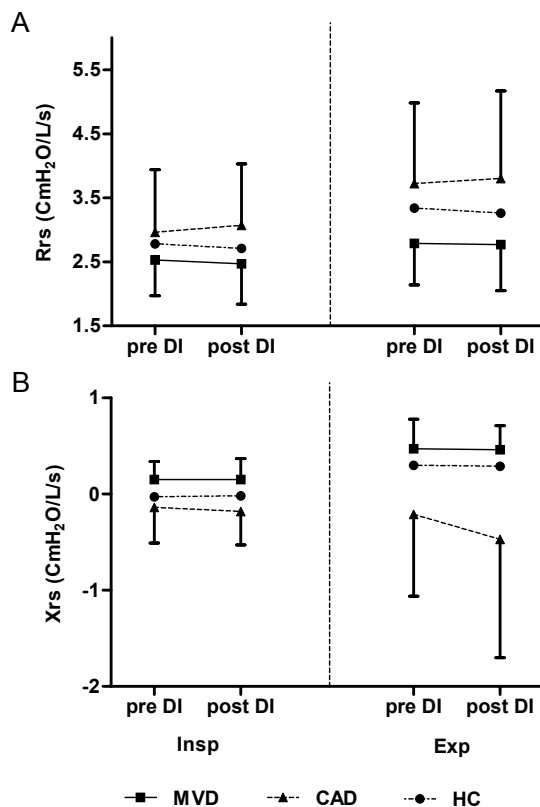 A
Rrs (CmH₂O/L/s)
5.5
4.5
3.5
2.5
1.5
pre DI post DI pre DI post DI
B
Xrs (CmH₂O/L/s)
1
0
-1
-2
pre DI post DI pre DI post DI
Insp Exp
MVD CAD HC